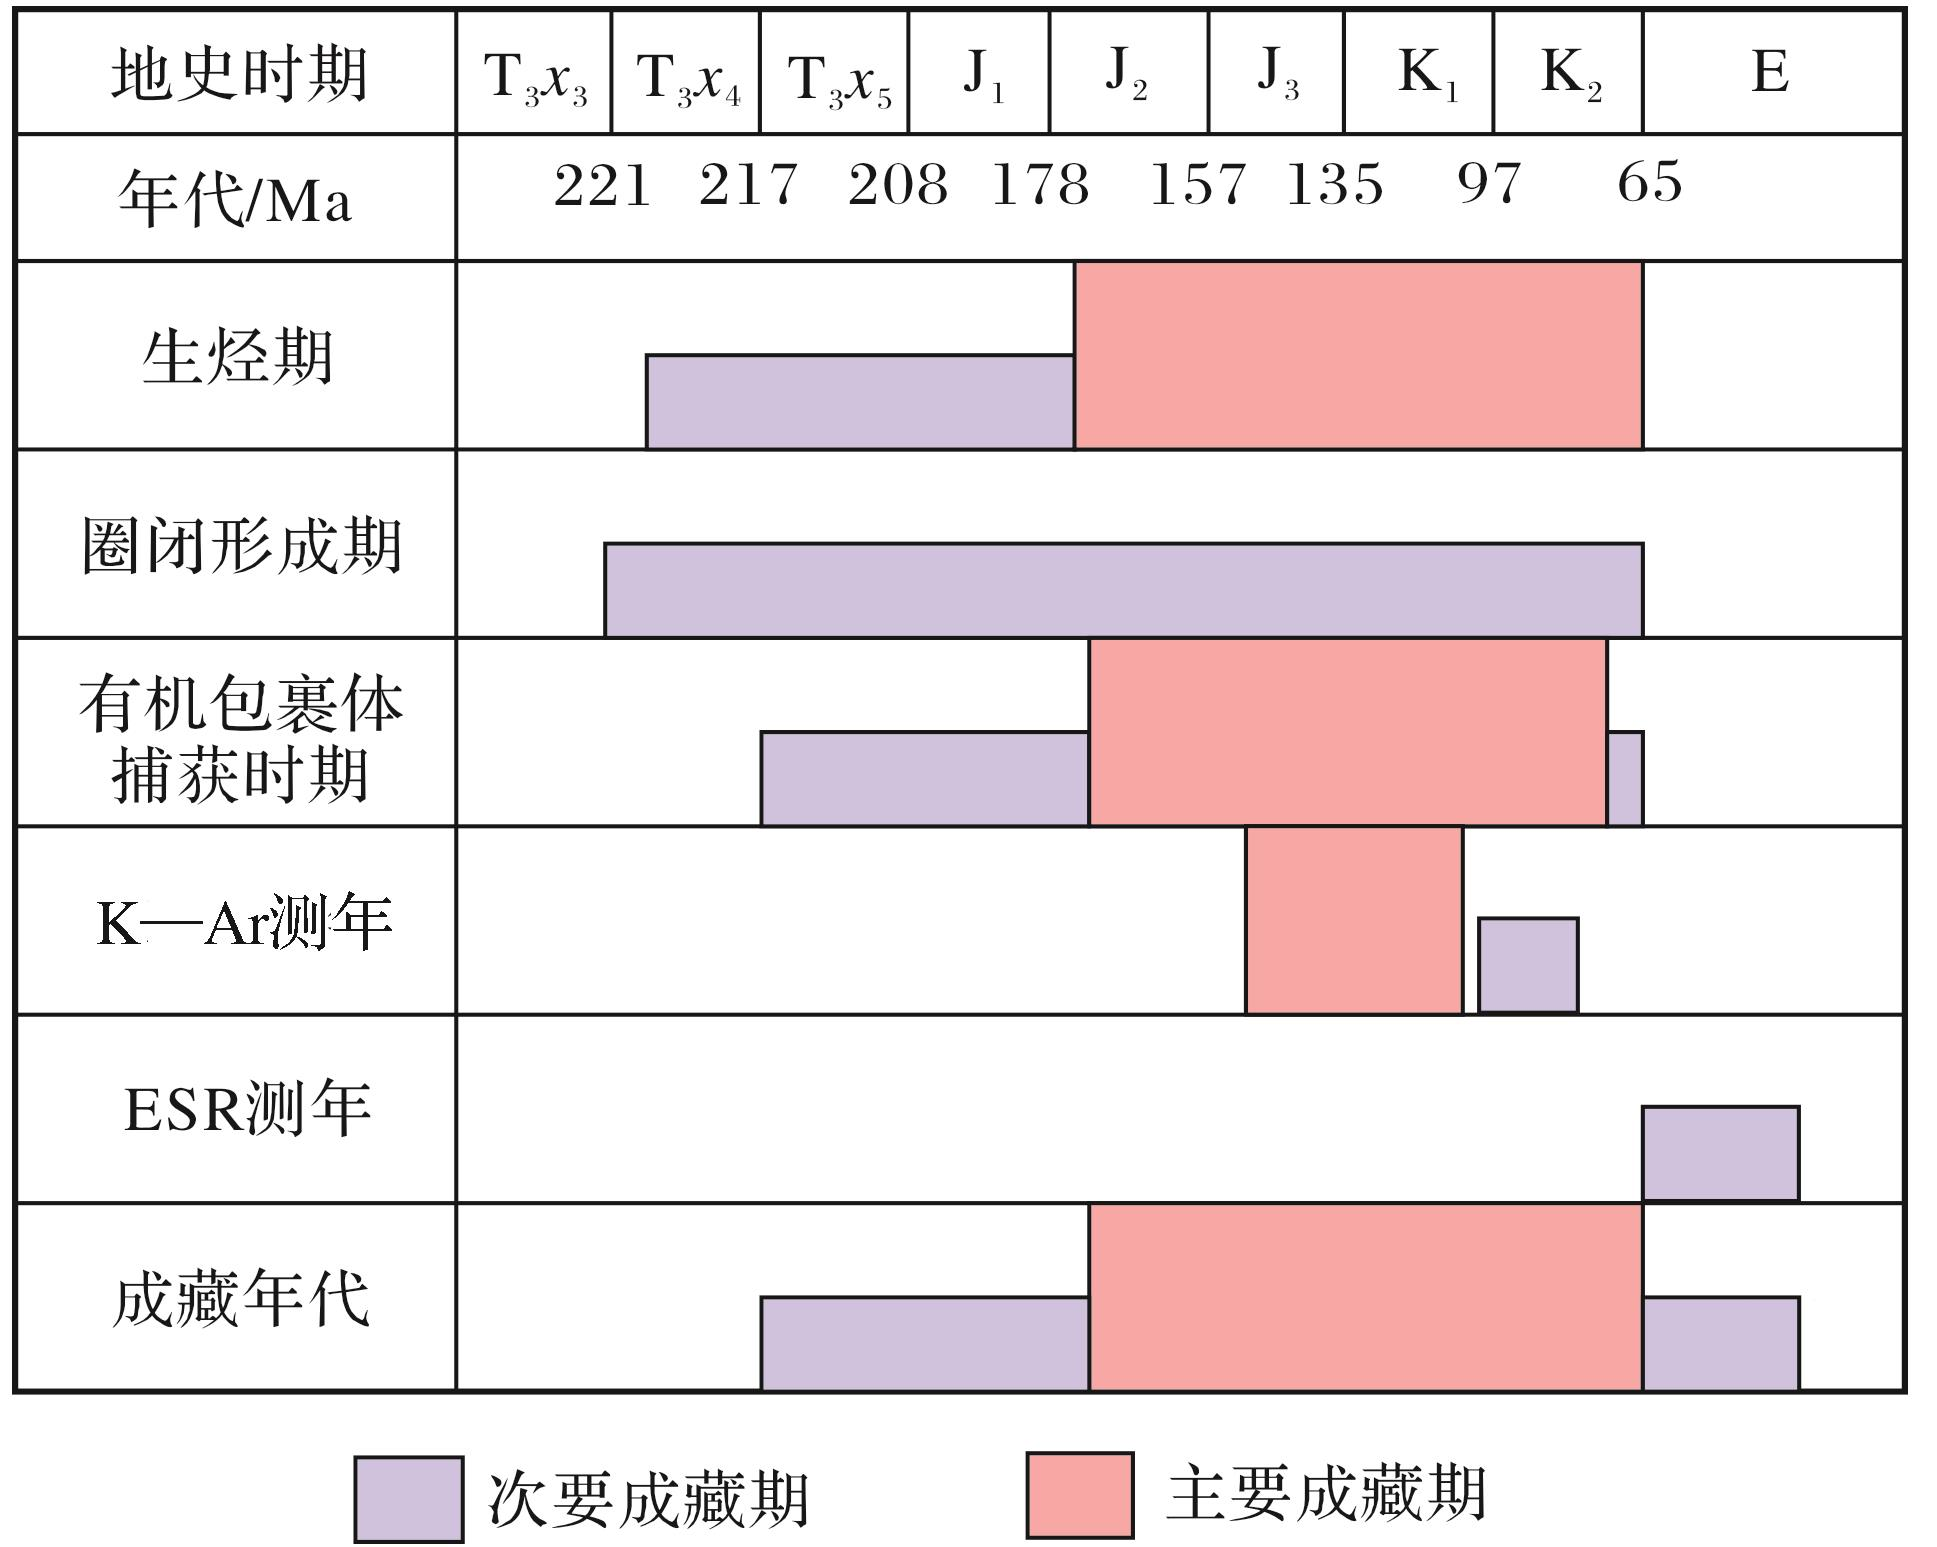 地史时期 T₃x₃ T₃x₄ T₃x₅ J₁ J₂ J₃ K₁ K₂ E
年代/Ma 221 217 208 178 157 135 97 65
生烃期
圈闭形成期
有机包裹体
捕获时期
K—Ar测年
ESR测年
成藏年代
次要成藏期 主要成藏期